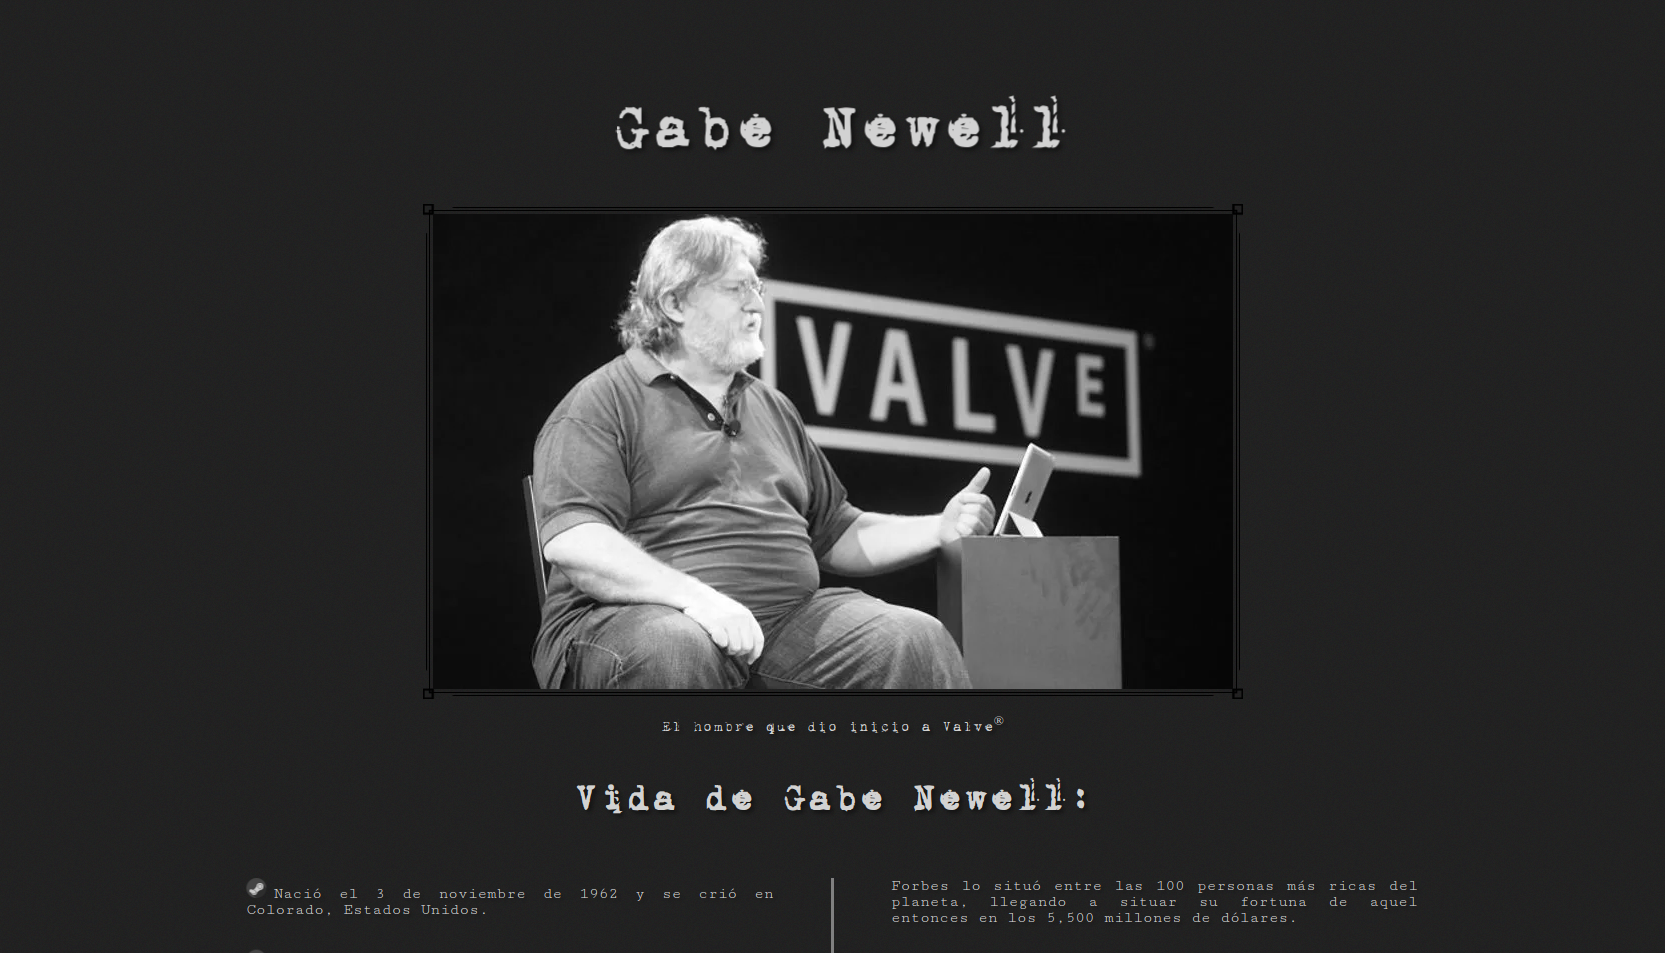 Gabe Newell
VALVE
El hombre que dio inicio a Valve®
Vida de Gabe Newell:
Nació el 3 de noviembre de 1962 y se crió en
Colorado, Estados Unidos.
Forbes lo situó entre las 100 personas más ricas del
planeta, llegando a situar su fortuna de aquel
entonces en los 5,500 millones de dólares.